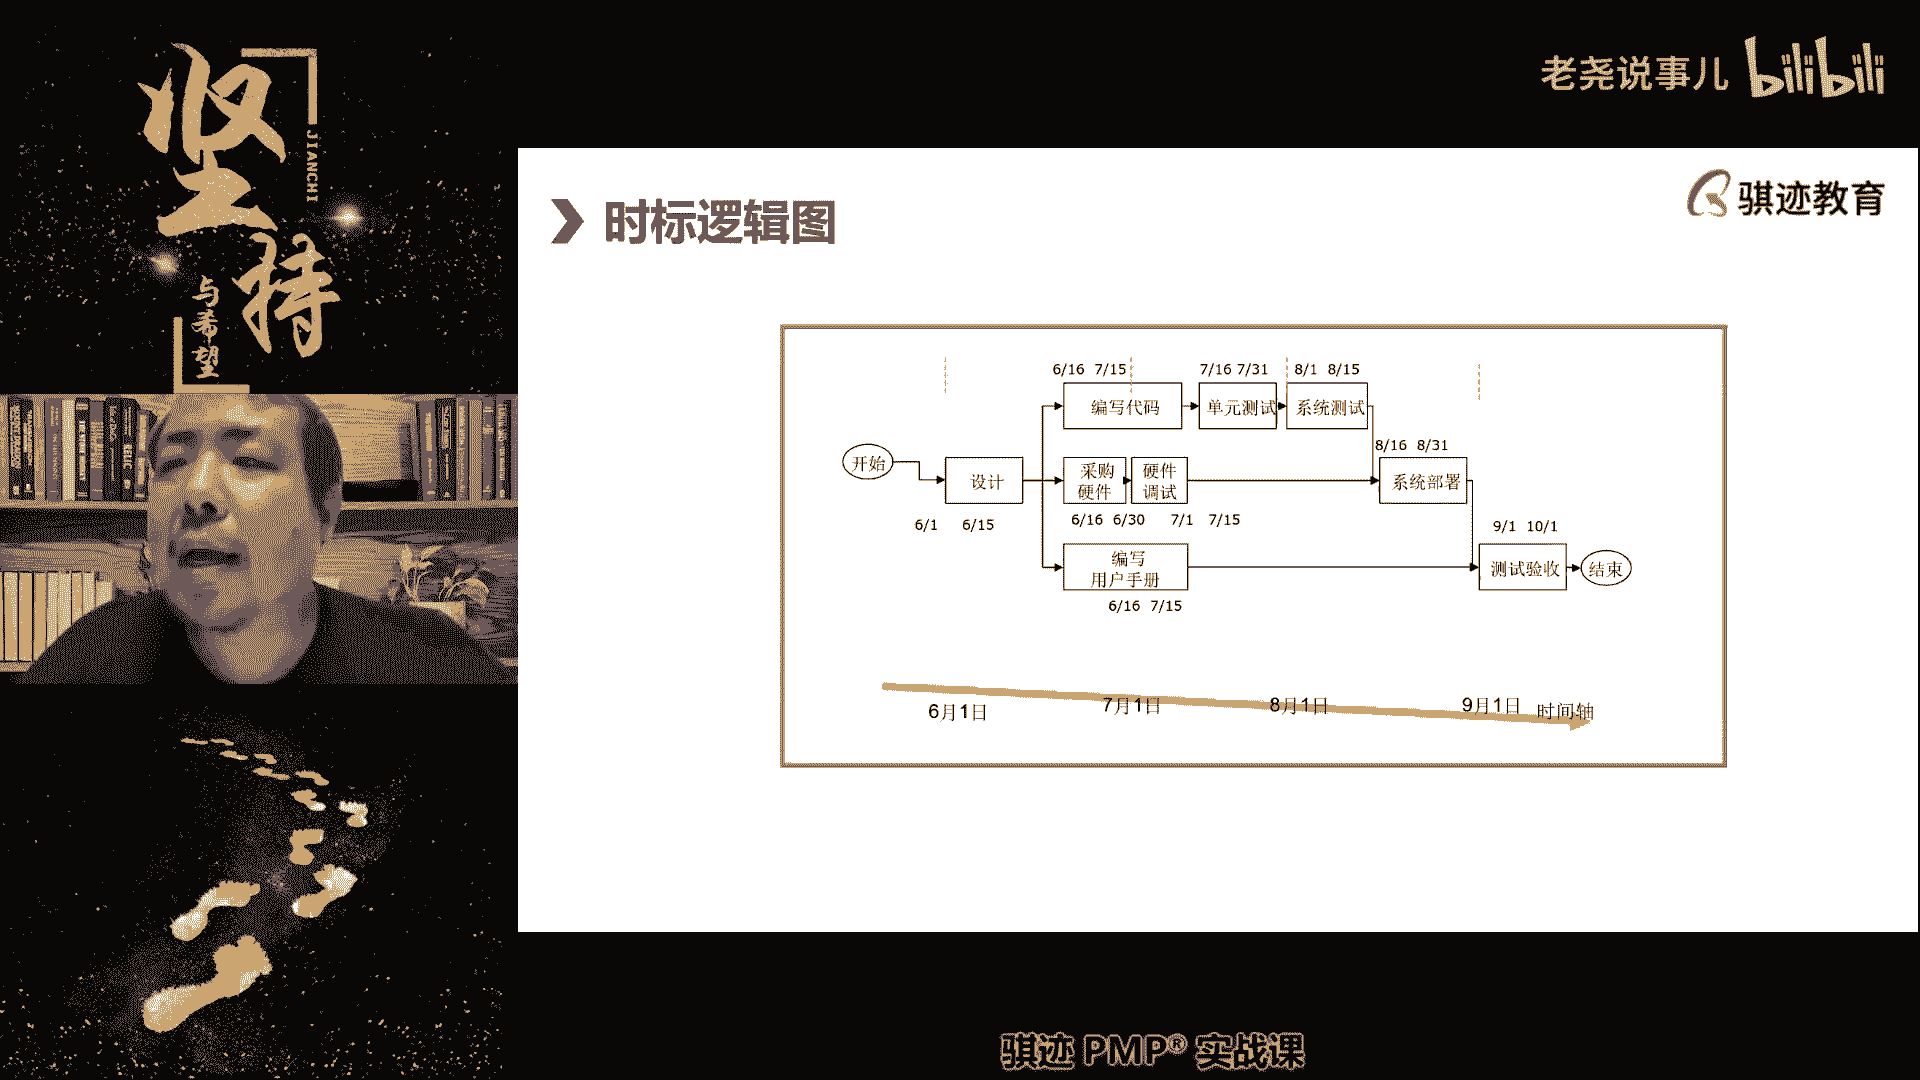 坚持
JIANCHI
与希望
老尧说事儿 bilibili
骐迹教育
时标逻辑图
6/16 7/15
7/16 7/31
8/1 8/15
编写代码
单元测试
系统测试
8/16 8/31
开始
设计
采购
硬件
硬件
调试
系统部署
6/1 6/15
6/16 6/30
7/1 7/15
9/1 10/1
编写
用户手册
测试验收
结束
6/16 7/15
6月1日
7月1日
8月1日
9月1日
时间轴
骐迹 PMP® 实战课